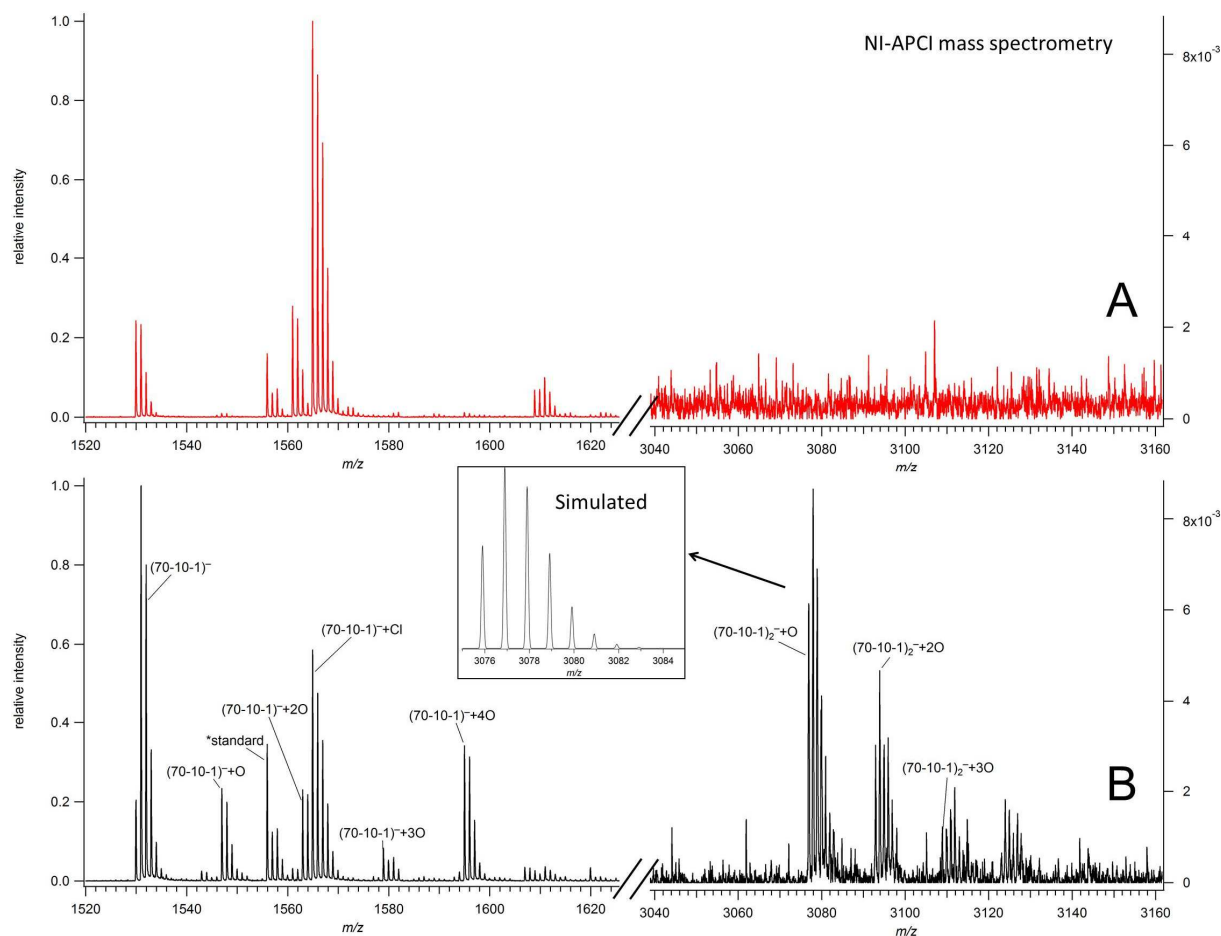 NI-APCI mass spectrometry
1.0
0.8
0.6
0.4
0.2
0.0
relative intensity
8x10⁻³
6
4
2
0
A
1520
1540
1560
1580
1600
1620
3040
3060
3080
3100
3120
3140
3160
m/z
m/z
1.0
0.8
0.6
0.4
0.2
0.0
relative intensity
(70-10-1)⁻
(70-10-1)⁻+Cl
(70-10-1)⁻+2O
*standard
(70-10-1)⁻+O
(70-10-1)⁻+3O
(70-10-1)⁻+4O
Simulated
3076
3078
3080
3082
3084
m/z
(70-10-1)₂⁻+O
(70-10-1)₂⁻+2O
(70-10-1)₂⁻+3O
8x10⁻³
6
4
2
0
B
1520
1540
1560
1580
1600
1620
3040
3060
3080
3100
3120
3140
3160
m/z
m/z